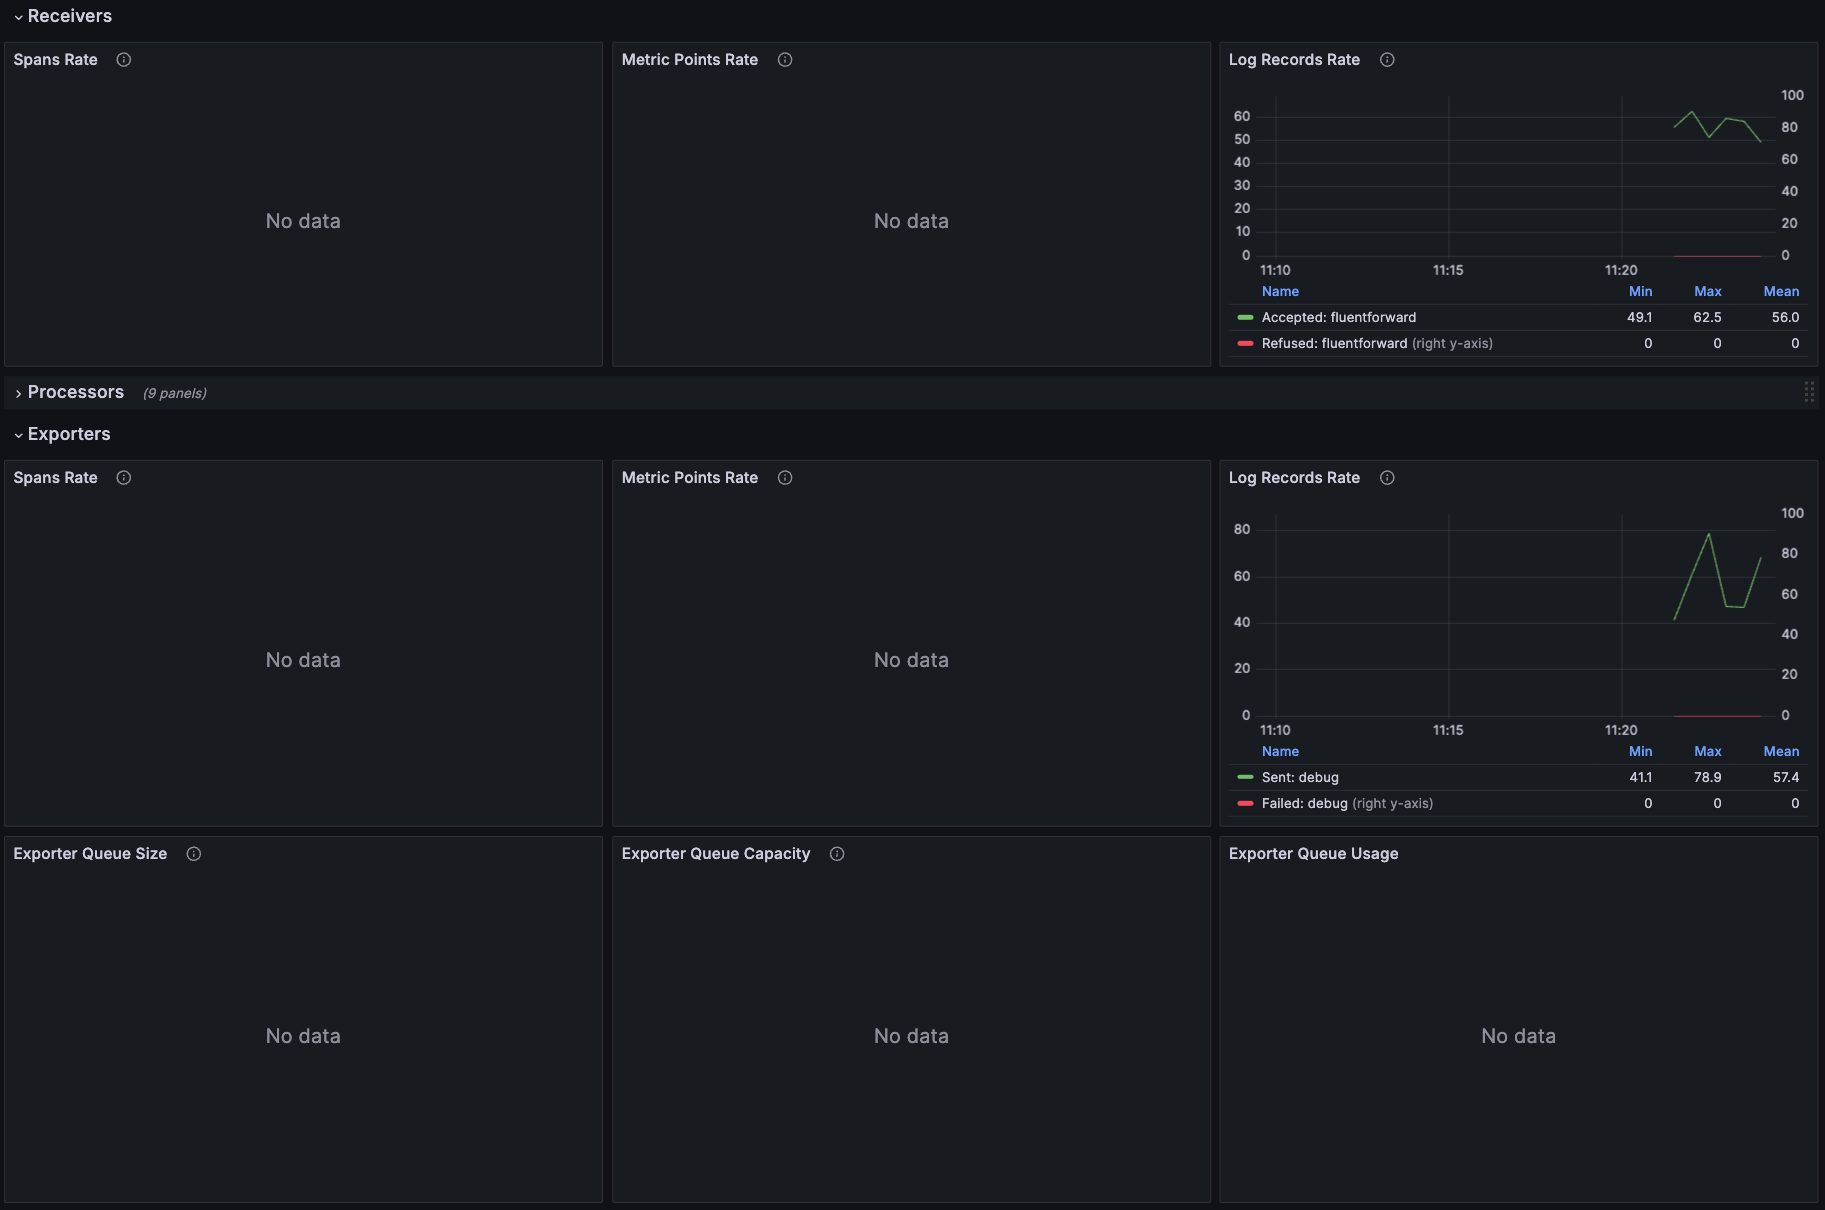 Receivers
Spans Rate
No data
Metric Points Rate
No data
Log Records Rate
100
60
80
50
60
40
30
40
20
20
10
0
0
11:10 11:15 11:20
Name Min Max Mean
Accepted: fluentforward 49.1 62.5 56.0
Refused: fluentforward (right y-axis) 0 0 0
Processors (9 panels)
Exporters
Spans Rate
No data
Metric Points Rate
No data
Log Records Rate
100
80
80
60
60
40
40
20
20
0
0
11:10 11:15 11:20
Name Min Max Mean
Sent: debug 41.1 78.9 57.4
Failed: debug (right y-axis) 0 0 0
Exporter Queue Size
No data
Exporter Queue Capacity
No data
Exporter Queue Usage
No data